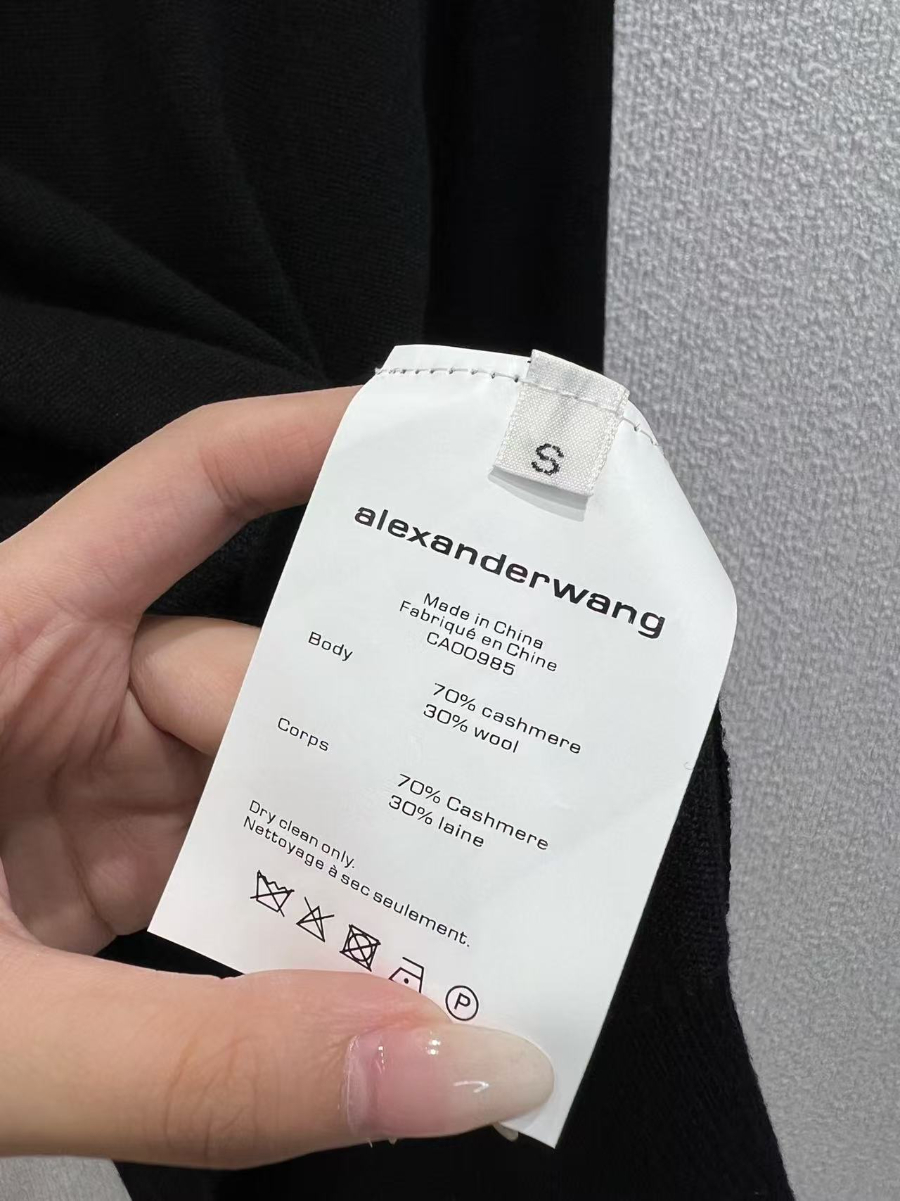 S
alexanderwang
Made in China
Fabriqué en Chine
CA00985
Body
70% cashmere
30% wool
Corps
70% Cashmere
30% laine
Dry clean only.
Nettoyage à sec seulement.
P